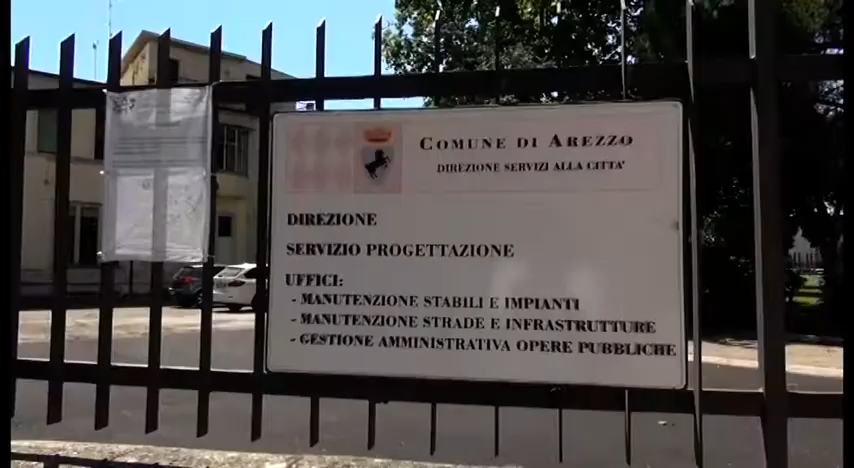 COMUNE DI AREZZO
DIREZIONE SERVIZI ALLA CITTA'
DIREZIONE
SERVIZIO PROGETTAZIONE
UFFICI:
- MANUTENZIONE STABILI E IMPIANTI
- MANUTENZIONE STRADE E INFRASTRUTTURE
- GESTIONE AMMINISTRATIVA OPERE PUBBLICHE